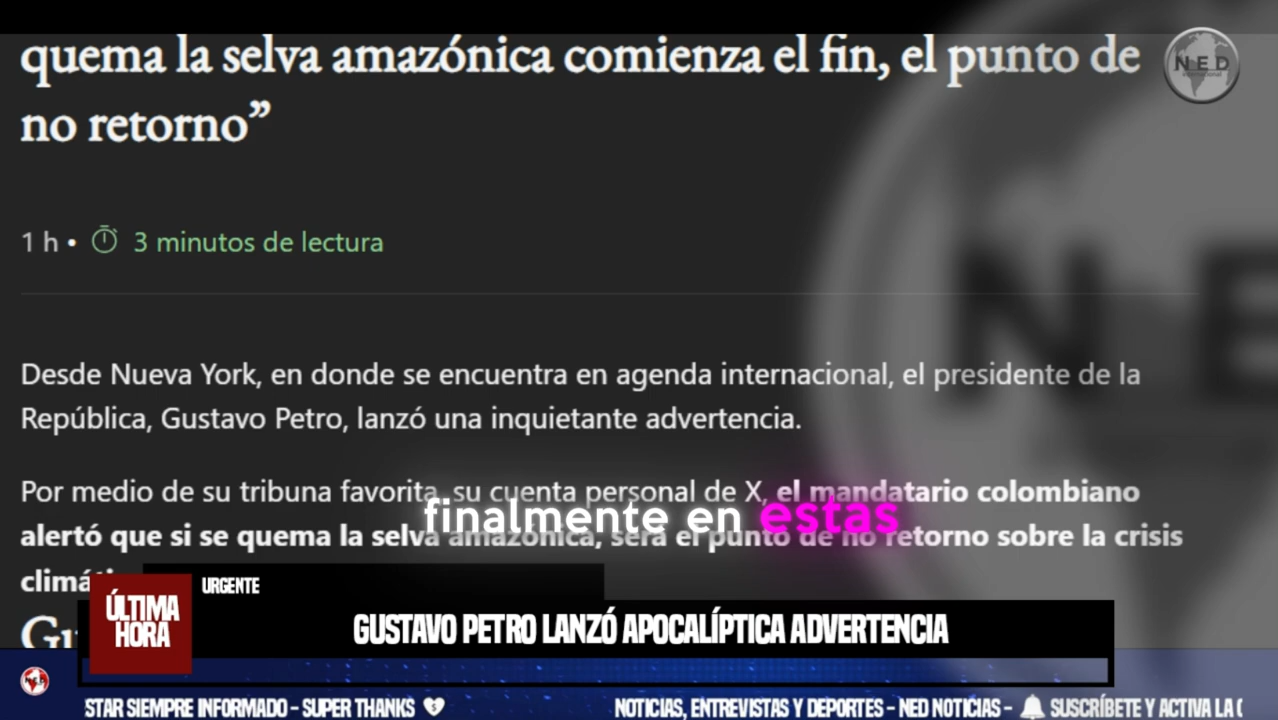 quema la selva amazónica comienza el fin, el punto de
no retorno”
NED
internacional
1 h • 3 minutos de lectura
NE
Desde Nueva York, en donde se encuentra en agenda internacional, el presidente de la
República, Gustavo Petro, lanzó una inquietante advertencia.
Por medio de su tribuna favorita, su cuenta personal de X, el mandatario colombiano
alertó que si se quema la selva amazónica, será el punto de no retorno sobre la crisis
finalmente en estas
climá
Gu
ÚLTIMA
HORA
URGENTE
GUSTAVO PETRO LANZÓ APOCALÍPTICA ADVERTENCIA
STAR SIEMPRE INFORMADO - SUPER THANKS
NOTICIAS, ENTREVISTAS Y DEPORTES - NED NOTICIAS - SUSCRÍBETE Y ACTIVA LA (